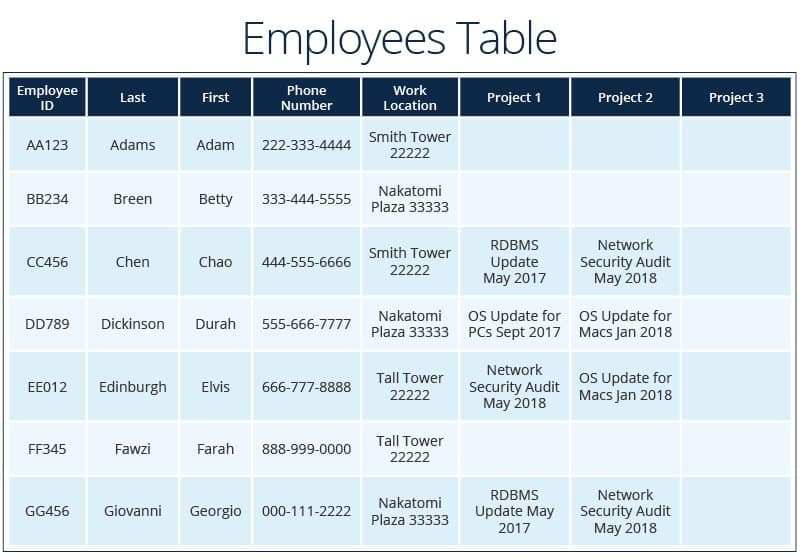 Employees Table
Employee ID Last First Phone Number Work Location Project 1 Project 2 Project 3
AA123 Adams Adam 222-333-4444 Smith Tower 22222
BB234 Breen Betty 333-444-5555 Nakatomi Plaza 33333
CC456 Chen Chao 444-555-6666 Smith Tower 22222 RDBMS Update May 2017 Network Security Audit May 2018
DD789 Dickinson Durah 555-666-7777 Nakatomi Plaza 33333 OS Update for PCs Sept 2017 OS Update for Macs Jan 2018
EE012 Edinburgh Elvis 666-777-8888 Tall Tower 22222 Network Security Audit May 2018 OS Update for Macs Jan 2018
FF345 Fawzi Farah 888-999-0000 Tall Tower 22222
GG456 Giovanni Georgio 000-111-2222 Nakatomi Plaza 33333 RDBMS Update May 2017 Network Security Audit May 2018